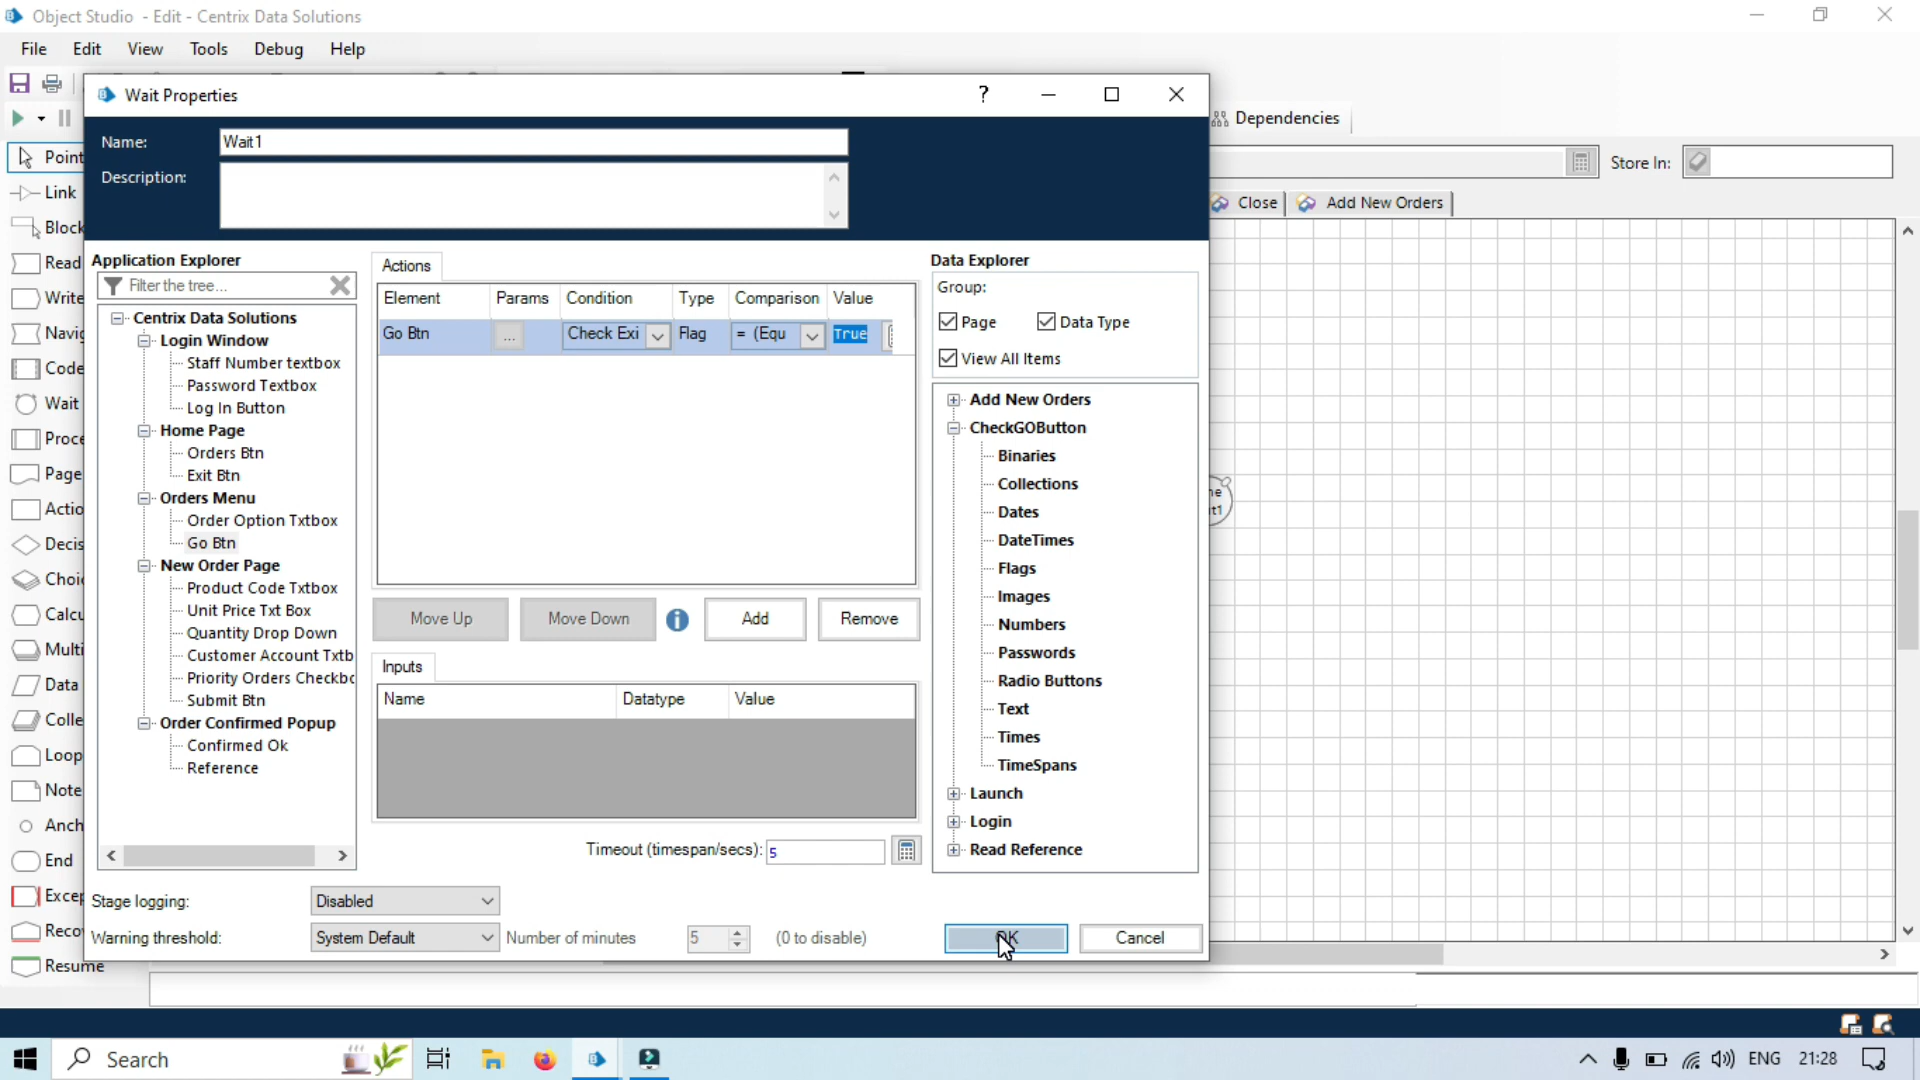 Object Studio - Edit - Centrix Data Solutions
File Edit View Tools Debug Help
Wait Properties
?
Dependencies
Name: Wait1
Description:
Store In:
Close
Add New Orders
Point
Link
Block
Read
Write
Navig
Code
Wait
Proce
Page
Actio
Decis
Choic
Calcu
Multi
Data
Colle
Loop
Note
Anch
End
Excep
Reco
Resume
Application Explorer
Filter the tree...
Centrix Data Solutions
Login Window
Staff Number textbox
Password Textbox
Log In Button
Home Page
Orders Btn
Exit Btn
Orders Menu
Order Option Txtbox
Go Btn
New Order Page
Product Code Txtbox
Unit Price Txt Box
Quantity Drop Down
Customer Account Txtb
Priority Orders Checkbo
Submit Btn
Order Confirmed Popup
Confirmed Ok
Reference
Actions
Element Params Condition Type Comparison Value
Go Btn ... Check Exi Flag = (Equ True
Move Up Move Down Add Remove
Inputs
Name Datatype Value
Timeout (timespan/secs): 5
Data Explorer
Group:
Page Data Type
View All Items
Add New Orders
CheckGOButton
Binaries
Collections
Dates
DateTimes
Flags
Images
Numbers
Passwords
Radio Buttons
Text
Times
TimeSpans
Launch
Login
Read Reference
Stage logging: Disabled
Warning threshold: System Default Number of minutes 5 (0 to disable)
OK Cancel
Search
ENG 21:28